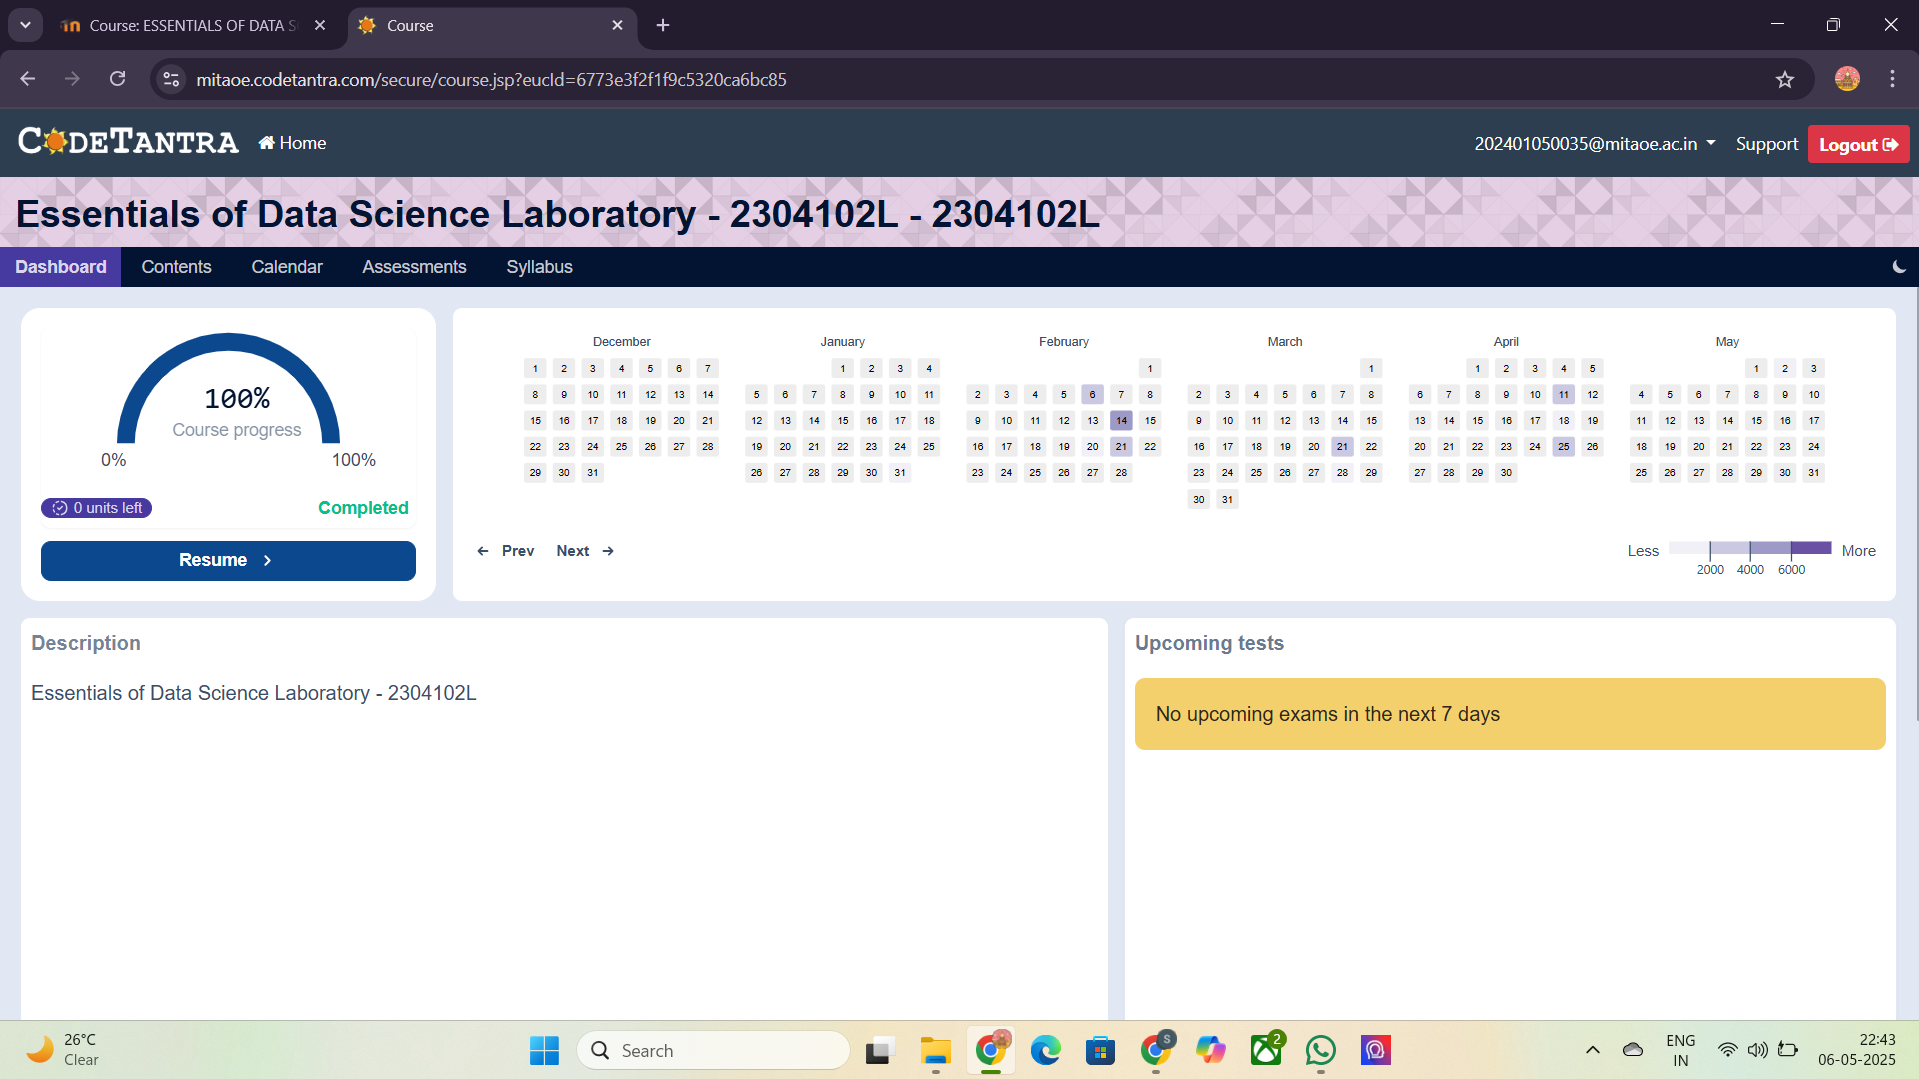 Course: ESSENTIALS OF DATA S
Course
mitaoe.codetantra.com/secure/course.jsp?eucId=6773e3f2f1f9c5320ca6bc85
CODETANTRA
Home
202401050035@mitaoe.ac.in
Support
Logout
Essentials of Data Science Laboratory - 2304102L - 2304102L
Dashboard Contents Calendar Assessments Syllabus
100%
Course progress
0% 100%
0 units left
Completed
Resume
December
1 2 3 4 5 6 7
8 9 10 11 12 13 14
15 16 17 18 19 20 21
22 23 24 25 26 27 28
29 30 31
January
1 2 3 4
5 6 7 8 9 10 11
12 13 14 15 16 17 18
19 20 21 22 23 24 25
26 27 28 29 30 31
February
1
2 3 4 5 6 7 8
9 10 11 12 13 14 15
16 17 18 19 20 21 22
23 24 25 26 27 28
March
1
2 3 4 5 6 7 8
9 10 11 12 13 14 15
16 17 18 19 20 21 22
23 24 25 26 27 28 29
30 31
April
1 2 3 4 5
6 7 8 9 10 11 12
13 14 15 16 17 18 19
20 21 22 23 24 25 26
27 28 29 30
May
1 2 3
4 5 6 7 8 9 10
11 12 13 14 15 16 17
18 19 20 21 22 23 24
25 26 27 28 29 30 31
Prev Next
Less More
2000 4000 6000
Description
Essentials of Data Science Laboratory - 2304102L
Upcoming tests
No upcoming exams in the next 7 days
26°C
Clear
Search
S
2
ENG
IN
22:43
06-05-2025